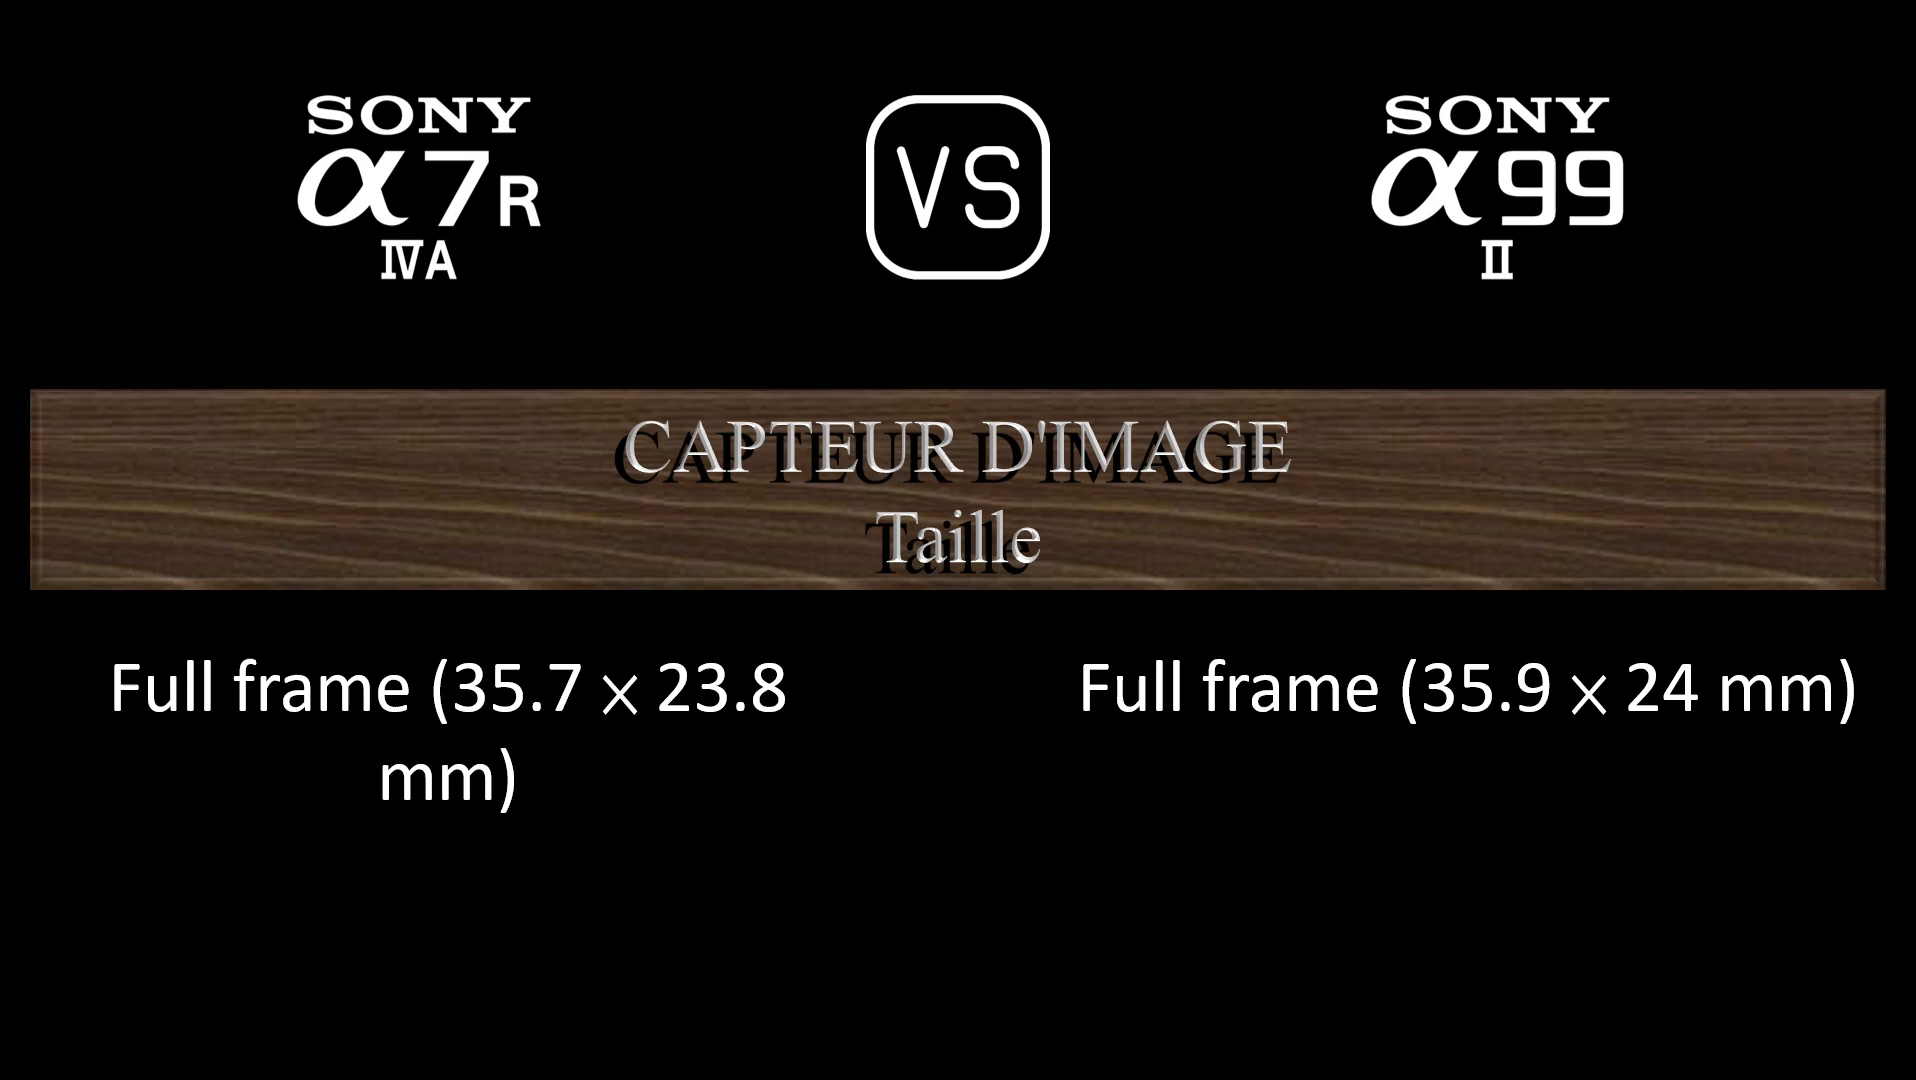 SONY
α7R
IVA
VS
SONY
α99
II
CAPTEUR D'IMAGE
Taille
Full frame (35.7 x 23.8
mm)
Full frame (35.9 x 24 mm)